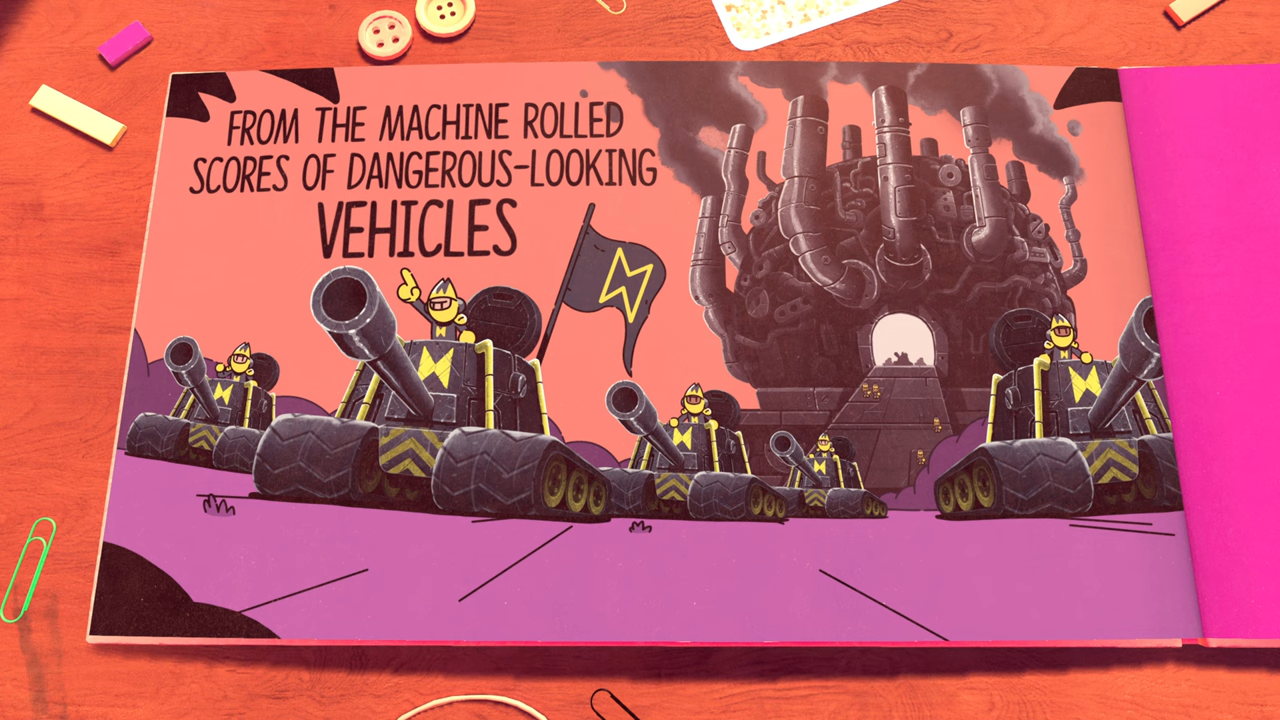 FROM THE MACHINE ROLLED
SCORES OF DANGEROUS-LOOKING
VEHICLES